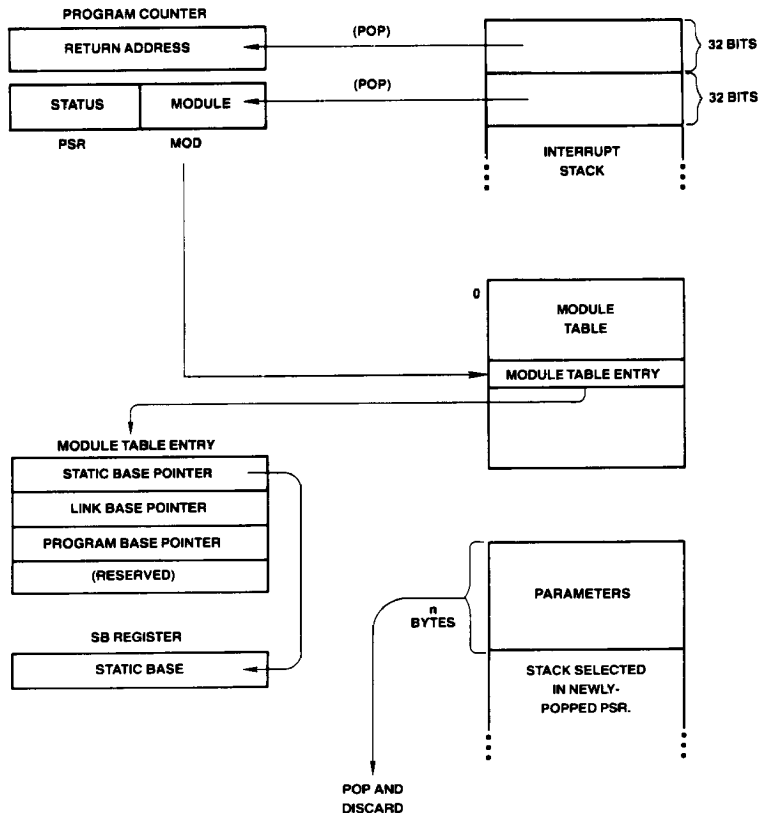 PROGRAM COUNTER
RETURN ADDRESS
(POP)
32 BITS
STATUS
MODULE
(POP)
32 BITS
PSR
MOD
INTERRUPT
STACK
0
MODULE
TABLE
MODULE TABLE ENTRY
MODULE TABLE ENTRY
STATIC BASE POINTER
LINK BASE POINTER
PROGRAM BASE POINTER
(RESERVED)
n
BYTES
PARAMETERS
SB REGISTER
STATIC BASE
STACK SELECTED
IN NEWLY-
POPPED PSR.
POP AND
DISCARD